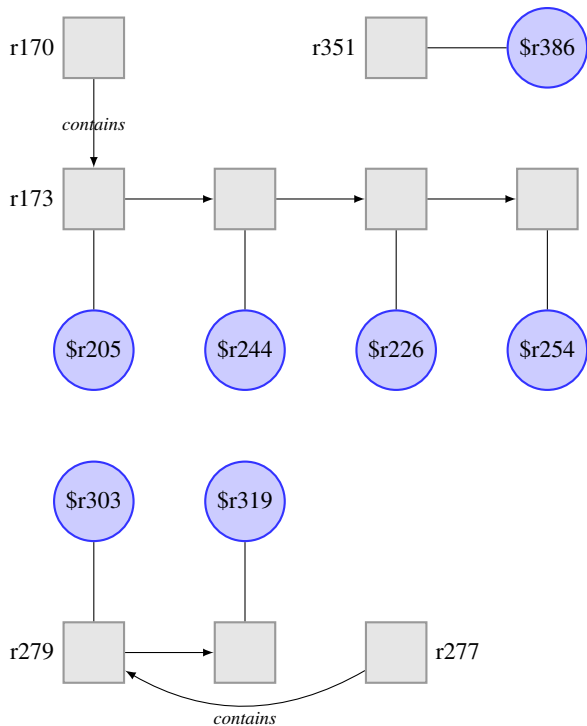 r170
r351
$r386
contains
r173
$r205
$r244
$r226
$r254
$r303
$r319
r279
r277
contains